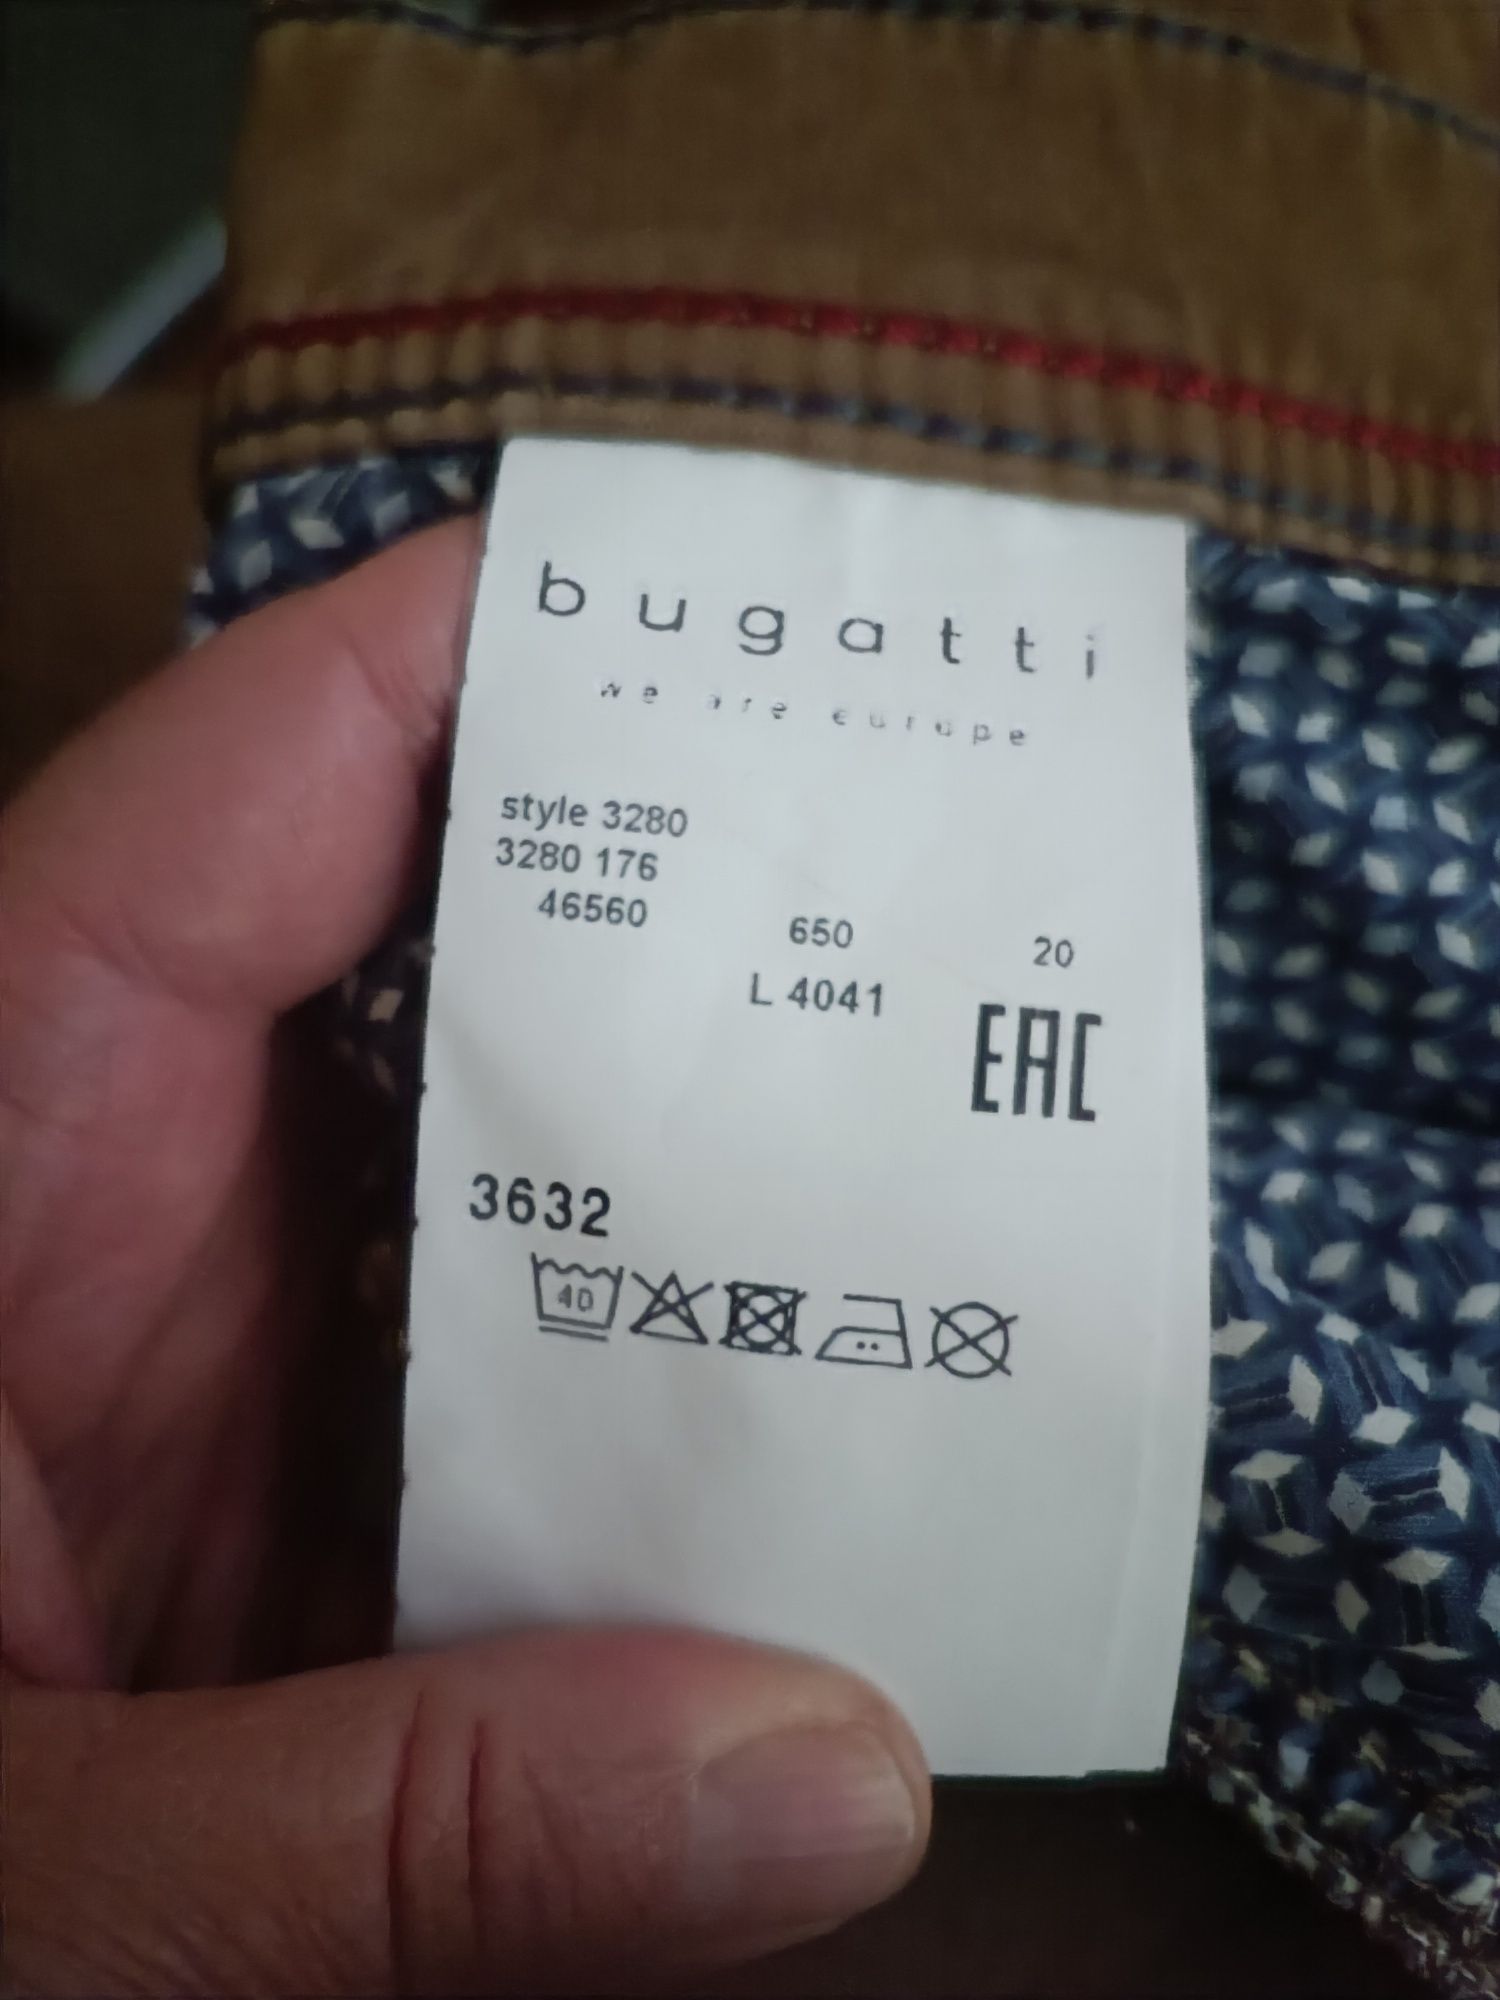 bugatti
we are europe
style 3280
3280 176
46560 650 20
L 4041
EAC
3632
40